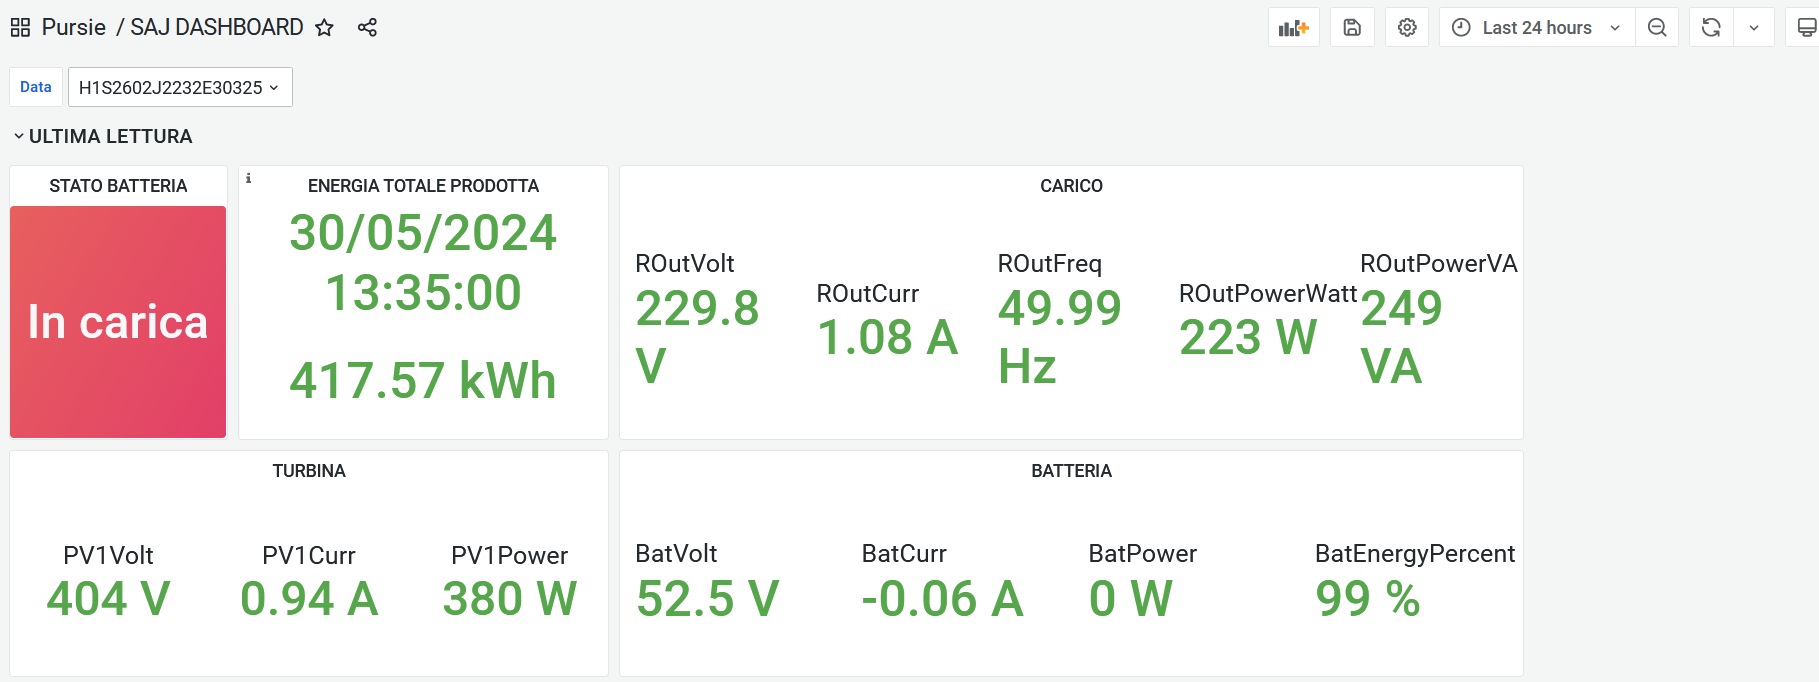 Pursie / SAJ DASHBOARD
Last 24 hours
Data
H1S2602J2232E30325
ULTIMA LETTURA
STATO BATTERIA
In carica
ENERGIA TOTALE PRODOTTA
30/05/2024
13:35:00
417.57 kWh
CARICO
ROutVolt
229.8
V
ROutCurr
1.08 A
ROutFreq
49.99
Hz
ROutPowerWatt
223 W
ROutPowerVA
249
VA
TURBINA
PV1Volt
404 V
PV1Curr
0.94 A
PV1Power
380 W
BATTERIA
BatVolt
52.5 V
BatCurr
-0.06 A
BatPower
0 W
BatEnergyPercent
99 %